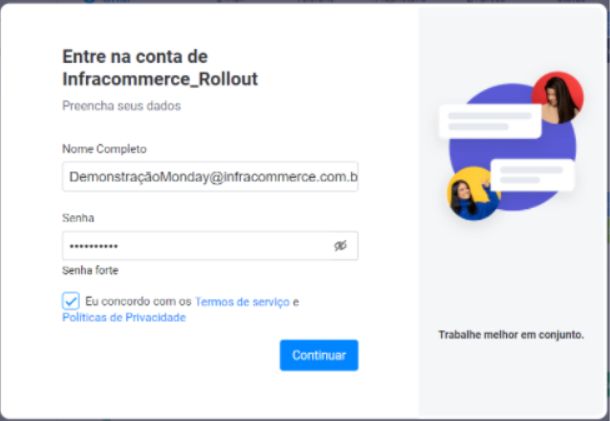 Entre na conta de
Infracommerce_Rollout
Preencha seus dados
Nome Completo
DemonstraçãoMonday@infracommerce.com.b
Senha
••••••••••
Senha forte
Eu concordo com os Termos de serviço e
Políticas de Privacidade
Continuar
Trabalhe melhor em conjunto.